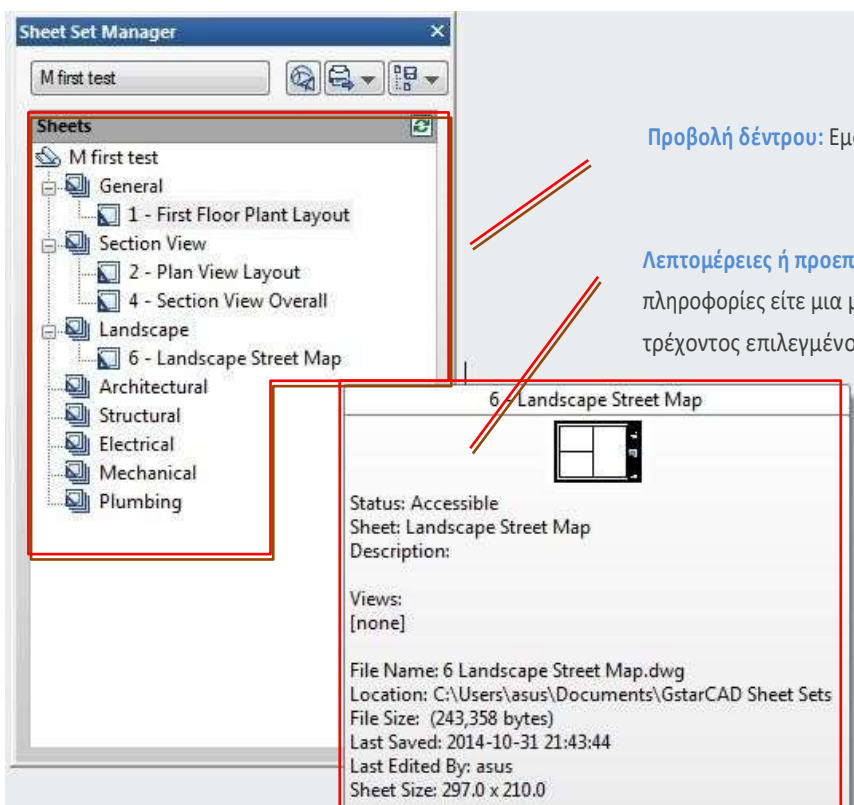 Sheet Set Manager
M first test
Sheets
M first test
General
1 - First Floor Plant Layout
Section View
2 - Plan View Layout
4 - Section View Overall
Landscape
6 - Landscape Street Map
Architectural
Structural
Electrical
Mechanical
Plumbing
Προβολή δέντρου:
Λεπτομέρειες ή
πληροφορίες είτε μια
6 - Landscape Street Map
Status: Accessible
Sheet: Landscape Street Map
Description:
Views:
[none]
File Name: 6 Landscape Street Map.dwg
Location: C:\Users\asus\Documents\GstarCAD Sheet Sets
File Size: (243,358 bytes)
Last Saved: 2014-10-31 21:43:44
Last Edited By: asus
Sheet Size: 297.0 x 210.0